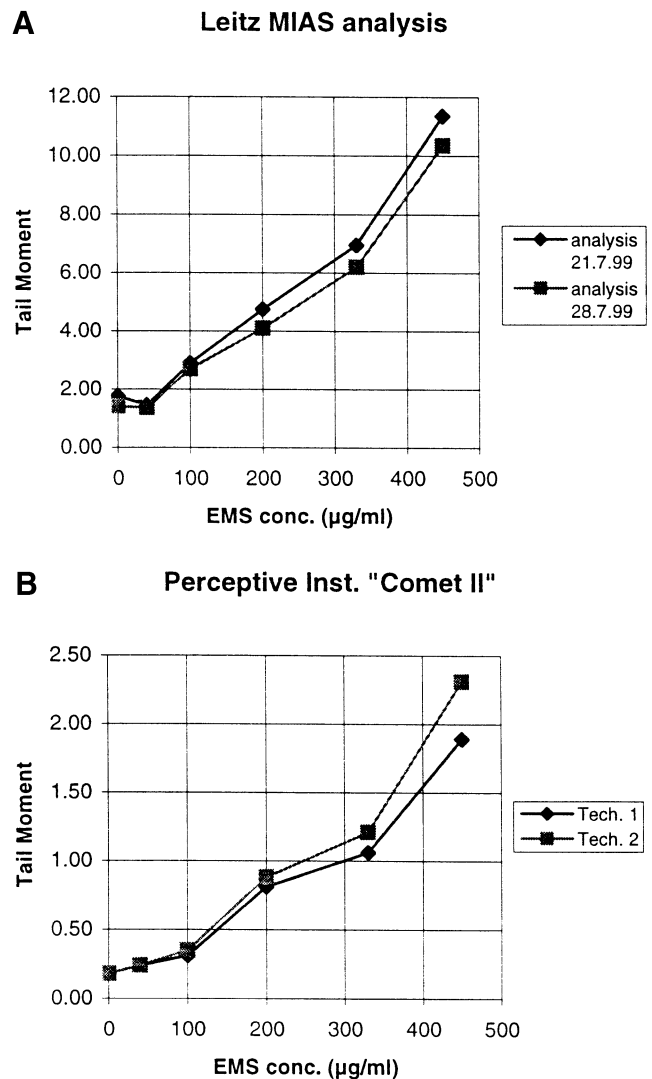 A
Leitz MIAS analysis
12.00
10.00
8.00
6.00
4.00
2.00
0.00
Tail Moment
0 100 200 300 400 500
EMS conc. (µg/ml)
analysis
21.7.99
analysis
28.7.99
B
Perceptive Inst. "Comet II"
2.50
2.00
1.50
1.00
0.50
0.00
Tail Moment
0 100 200 300 400 500
EMS conc. (µg/ml)
Tech. 1
Tech. 2